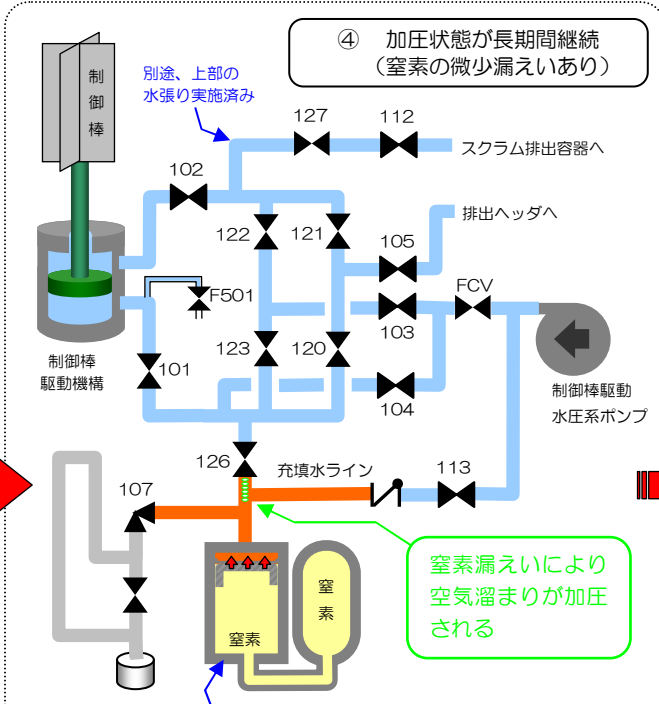 ④ 加圧状態が長期間継続
（窒素の微少漏えいあり）
制
御
棒
別途、上部の
水張り実施済み
127
112
スクラム排出容器へ
102
排出ヘッダへ
122
121
105
FCV
F501
103
123
120
101
制御棒
駆動機構
104
制御棒駆動
水圧系ポンプ
126
充填水ライン
113
107
窒素漏えいにより
空気溜まりが加圧
される
窒
素
窒素